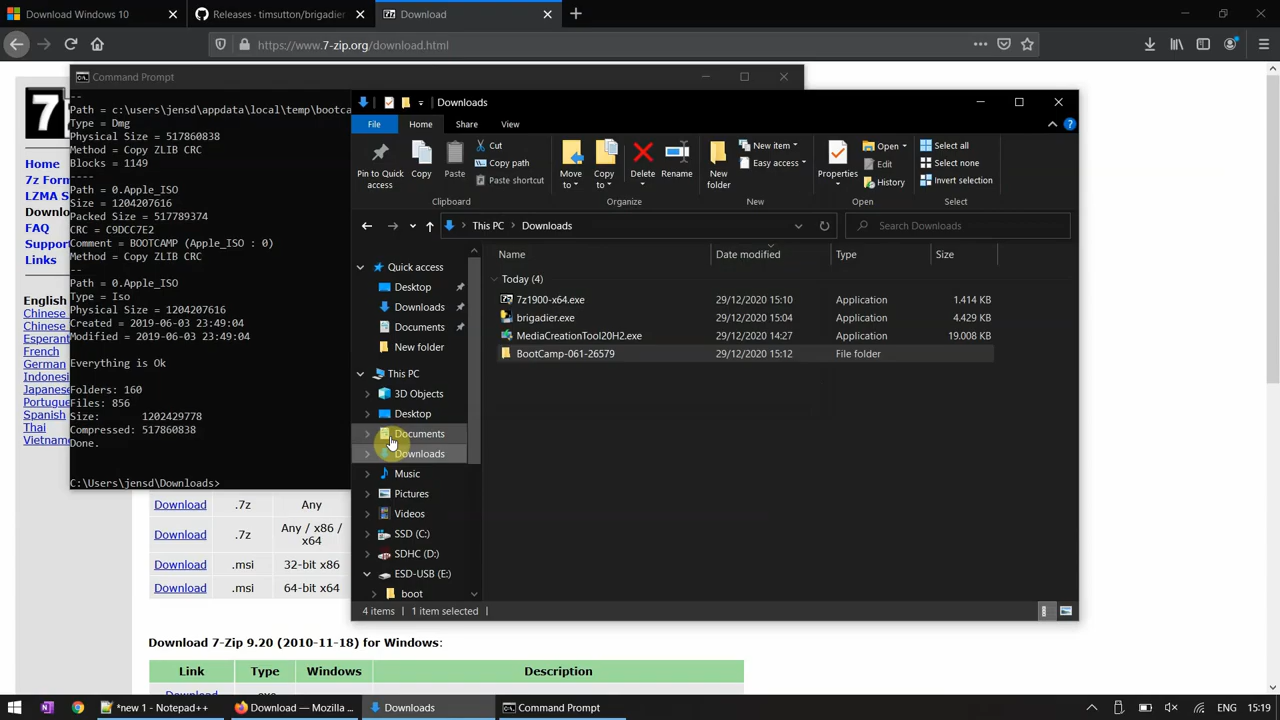 Download Windows 10
Releases · timsutton/brigadier
Download
https://www.7-zip.org/download.html
Command Prompt
--
Path = c:\users\jensd\appdata\local\temp\bootca
Type = Dmg
Physical Size = 517860838
Method = Copy ZLIB CRC
Blocks = 1149
----
Path = 0.Apple_ISO
Size = 1204207616
Packed Size = 517789374
CRC = C9DCC7E2
Comment = BOOTCAMP (Apple_ISO : 0)
Method = Copy ZLIB CRC
--
Path = 0.Apple_ISO
Type = Iso
Physical Size = 1204207616
Created = 2019-06-03 23:49:04
Modified = 2019-06-03 23:49:04
Everything is Ok
Folders: 160
Files: 856
Size: 1202429778
Compressed: 517860838
Done.
C:\Users\jensd\Downloads>
7
Home
7z Form
LZMA S
Downlo
FAQ
Support
Links
English
Chinese
Chinese
Esperant
French
German
Indonesi
Japanese
Portugue
Spanish
Thai
Vietnam
Downloads
File Home Share View
Pin to Quick access
Copy
Paste
Cut
Copy path
Paste shortcut
Clipboard
Move to
Copy to
Delete
Rename
Organize
New folder
New item
Easy access
New
Properties
Open
Edit
History
Open
Select all
Select none
Invert selection
Select
This PC Downloads
Search Downloads
Quick access
Desktop
Downloads
Documents
New folder
This PC
3D Objects
Desktop
Documents
Downloads
Music
Pictures
Videos
SSD (C:)
SDHC (D:)
ESD-USB (E:)
boot
Name Date modified Type Size
Today (4)
7z1900-x64.exe 29/12/2020 15:10 Application 1.414 KB
brigadier.exe 29/12/2020 15:04 Application 4.429 KB
MediaCreationTool20H2.exe 29/12/2020 14:27 Application 19.008 KB
BootCamp-061-26579 29/12/2020 15:12 File folder
4 items 1 item selected
Download .7z Any
Download .7z Any / x86 / x64
Download .msi 32-bit x86
Download .msi 64-bit x64
Download 7-Zip 9.20 (2010-11-18) for Windows:
Link Type Windows Description
Download .exe
*new 1 - Notepad++
Download — Mozilla ...
Downloads
Command Prompt
ENG 15:19